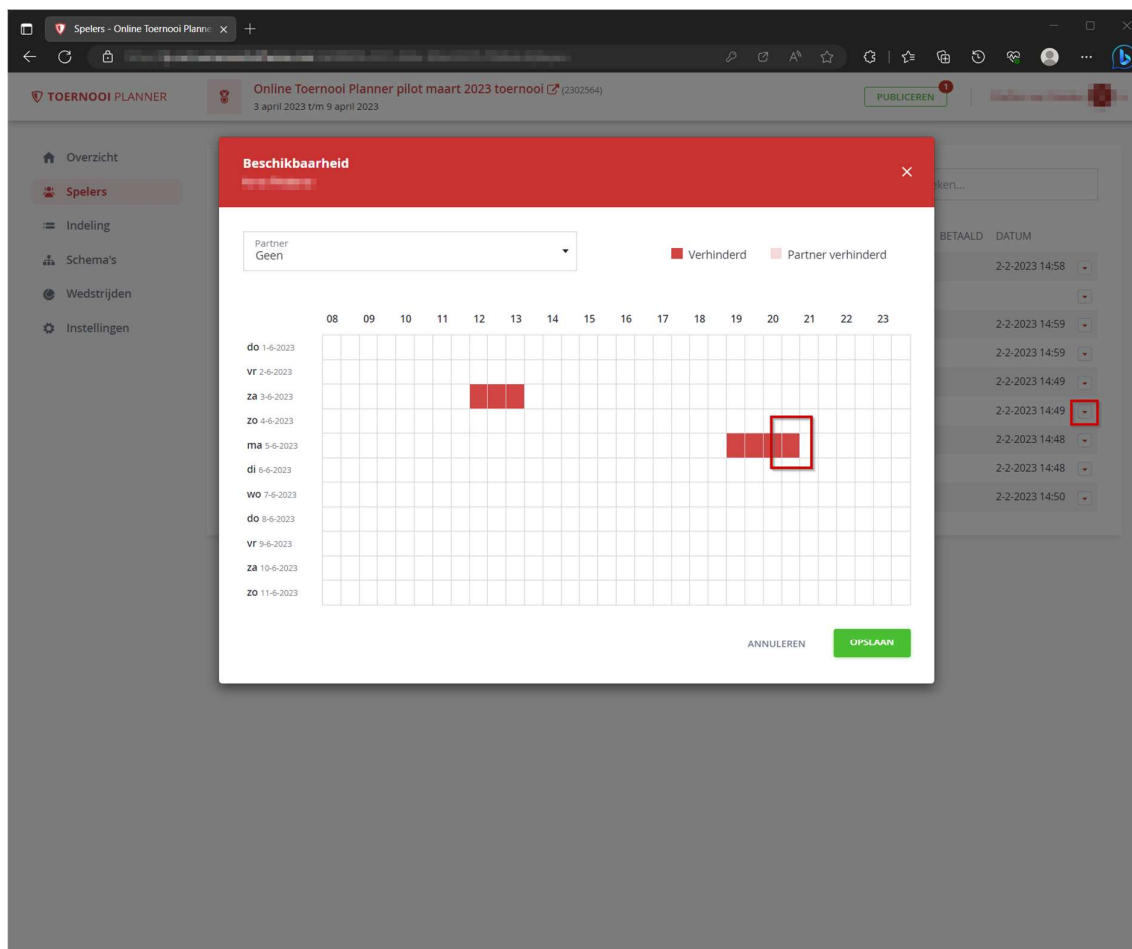 Spelers - Online Toernooi Planne
TOERNOOI PLANNER
Online Toernooi Planner pilot maart 2023 toernooi (2302564)
3 april 2023 t/m 9 april 2023
PUBLICEREN 1
Overzicht
Spelers
Indeling
Schema's
Wedstrijden
Instellingen
Beschikbaarheid
Partner
Geen
Verhinderd Partner verhinderd
08 09 10 11 12 13 14 15 16 17 18 19 20 21 22 23
do 1-6-2023
vr 2-6-2023
za 3-6-2023
zo 4-6-2023
ma 5-6-2023
di 6-6-2023
wo 7-6-2023
do 8-6-2023
vr 9-6-2023
za 10-6-2023
zo 11-6-2023
ANNULEREN OPSLAAN
eken...
BETAALD DATUM
2-2-2023 14:58
2-2-2023 14:59
2-2-2023 14:59
2-2-2023 14:49
2-2-2023 14:49
2-2-2023 14:48
2-2-2023 14:48
2-2-2023 14:50